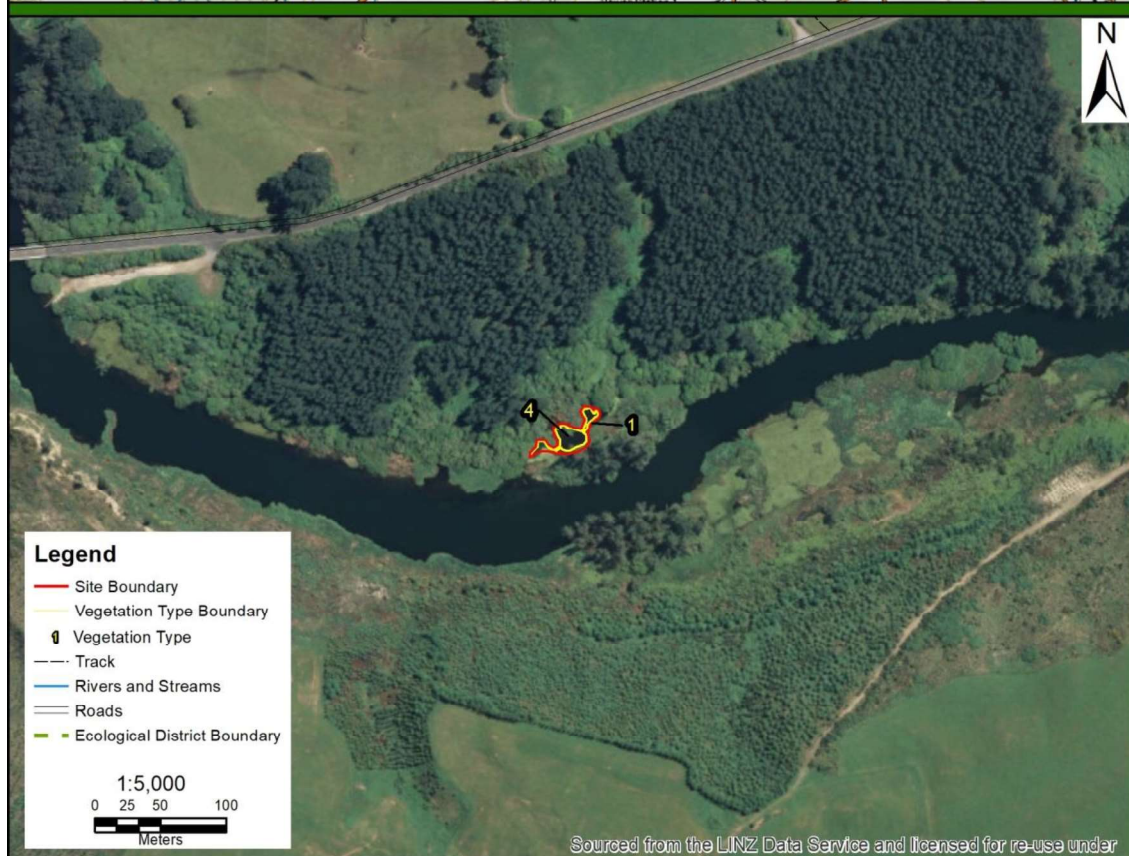 N
4
1
Legend
Site Boundary
Vegetation Type Boundary
1 Vegetation Type
Track
Rivers and Streams
Roads
Ecological District Boundary
1:5,000
0 25 50 100
Meters
Sourced from the LINZ Data Service and licensed for re-use under